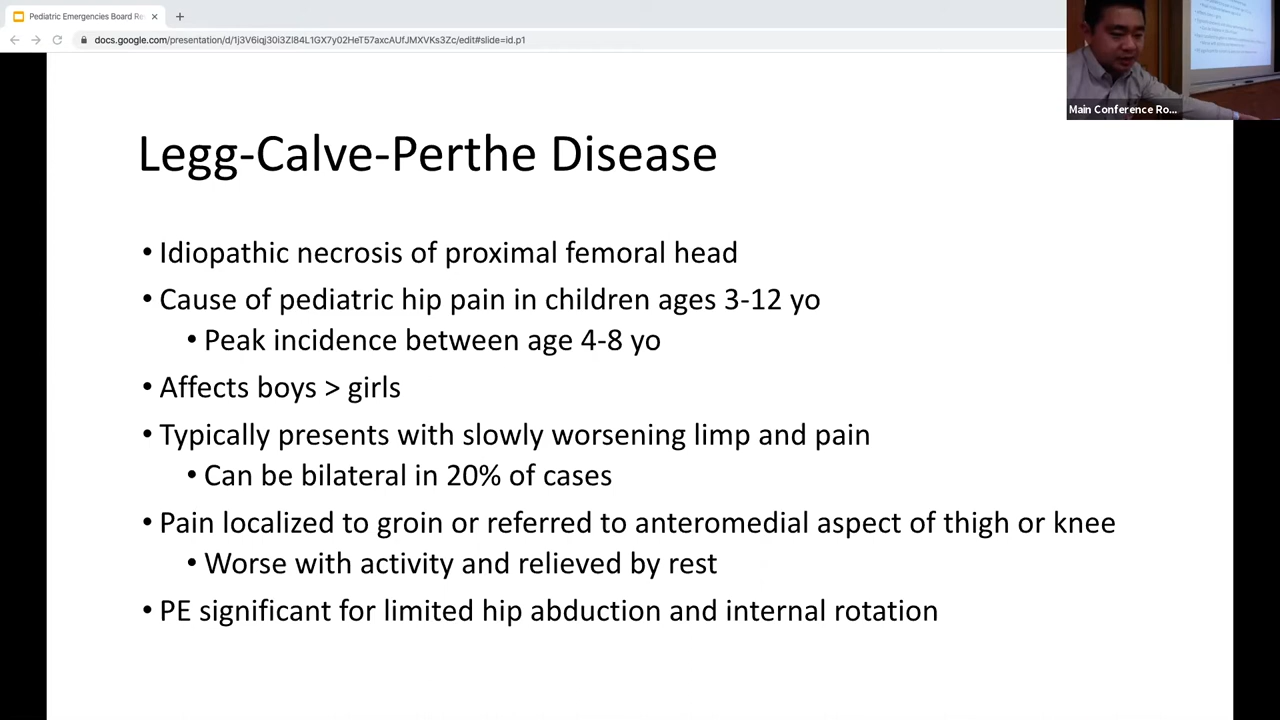 Pediatric Emergencies Board Re
docs.google.com/presentation/d/1j3V6iqj30i3ZI84L1GX7y02HeT57axcAUfJMXVKs3Zc/edit#slide=id.p1
Main Conference Ro...
Legg-Calve-Perthe Disease
• Idiopathic necrosis of proximal femoral head
• Cause of pediatric hip pain in children ages 3-12 yo
• Peak incidence between age 4-8 yo
• Affects boys > girls
• Typically presents with slowly worsening limp and pain
• Can be bilateral in 20% of cases
• Pain localized to groin or referred to anteromedial aspect of thigh or knee
• Worse with activity and relieved by rest
• PE significant for limited hip abduction and internal rotation